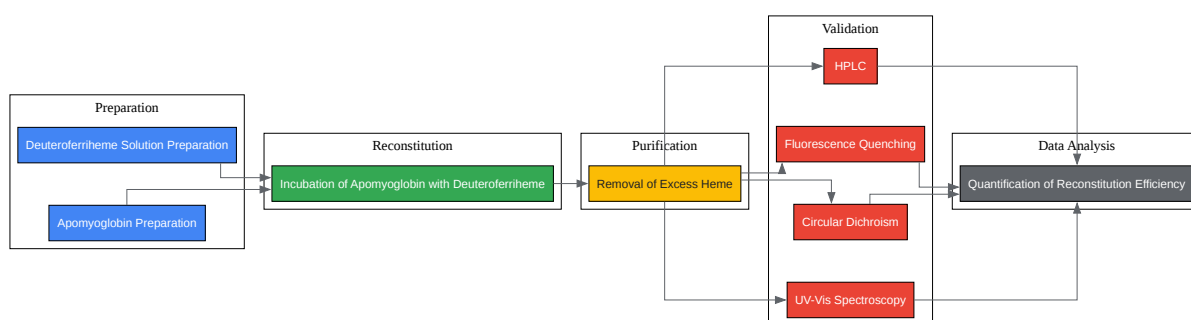 Preparation
Deuteroferriheme Solution Preparation
Apomyoglobin Preparation
Reconstitution
Incubation of Apomyoglobin with Deuteroferriheme
Purification
Removal of Excess Heme
Validation
HPLC
Fluorescence Quenching
Circular Dichroism
UV-Vis Spectroscopy
Data Analysis
Quantification of Reconstitution Efficiency